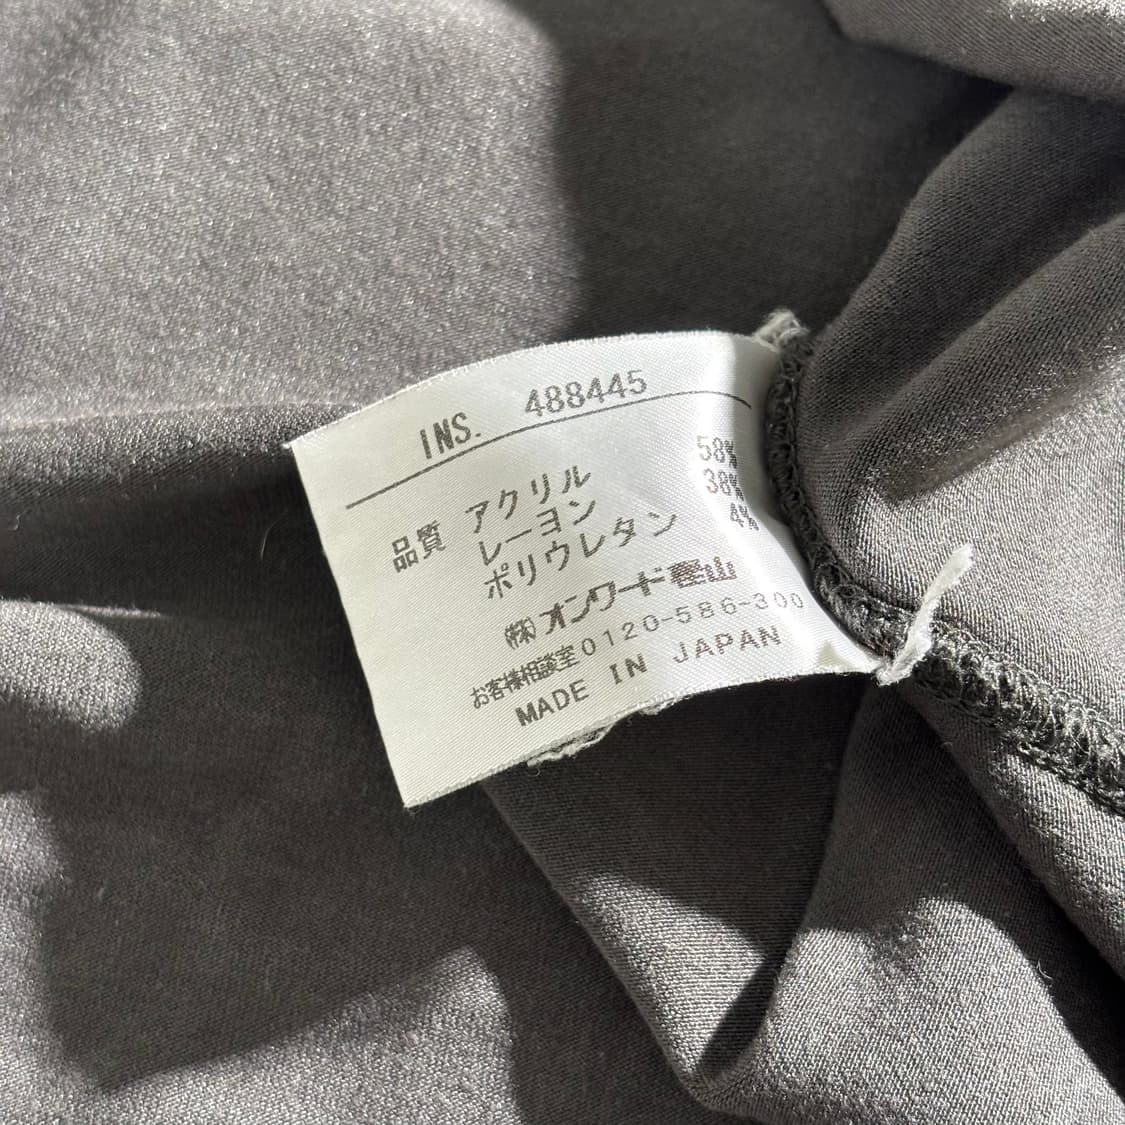 INS. 488445
品質 アクリル 58%
レーヨン 38%
ポリウレタン 4%
(株)オンワード樫山
お客様相談室0120-586-300
MADE IN JAPAN